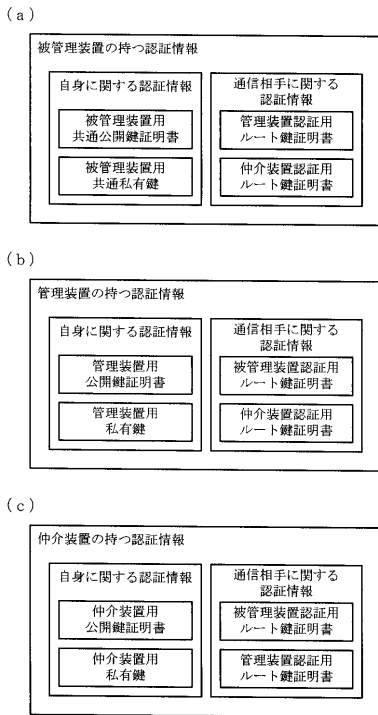 (a)
被管理装置の持つ認証情報
自身に関する認証情報
被管理装置用
共通公開鍵証明書
被管理装置用
共通私有鍵
通信相手に関する
認証情報
管理装置認証用
ルート鍵証明書
仲介装置認証用
ルート鍵証明書
(b)
管理装置の持つ認証情報
自身に関する認証情報
管理装置用
公開鍵証明書
管理装置用
私有鍵
通信相手に関する
認証情報
被管理装置認証用
ルート鍵証明書
仲介装置認証用
ルート鍵証明書
(c)
仲介装置の持つ認証情報
自身に関する認証情報
仲介装置用
公開鍵証明書
仲介装置用
私有鍵
通信相手に関する
認証情報
被管理装置認証用
ルート鍵証明書
管理装置認証用
ルート鍵証明書